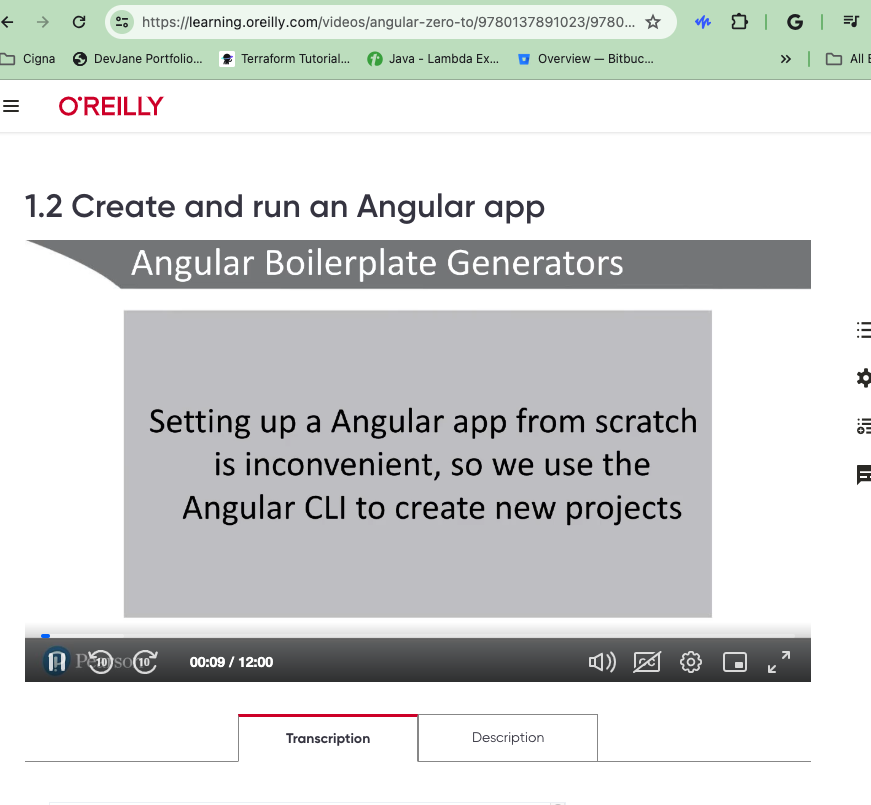 https://learning.oreilly.com/videos/angular-zero-to/9780137891023/9780...
Cigna
DevJane Portfolio...
Terraform Tutorial...
Java - Lambda Ex...
Overview — Bitbuc...
»
All
O'REILLY
1.2 Create and run an Angular app
Angular Boilerplate Generators
Setting up a Angular app from scratch
is inconvenient, so we use the
Angular CLI to create new projects
10
10
00:09 / 12:00
Transcription
Description